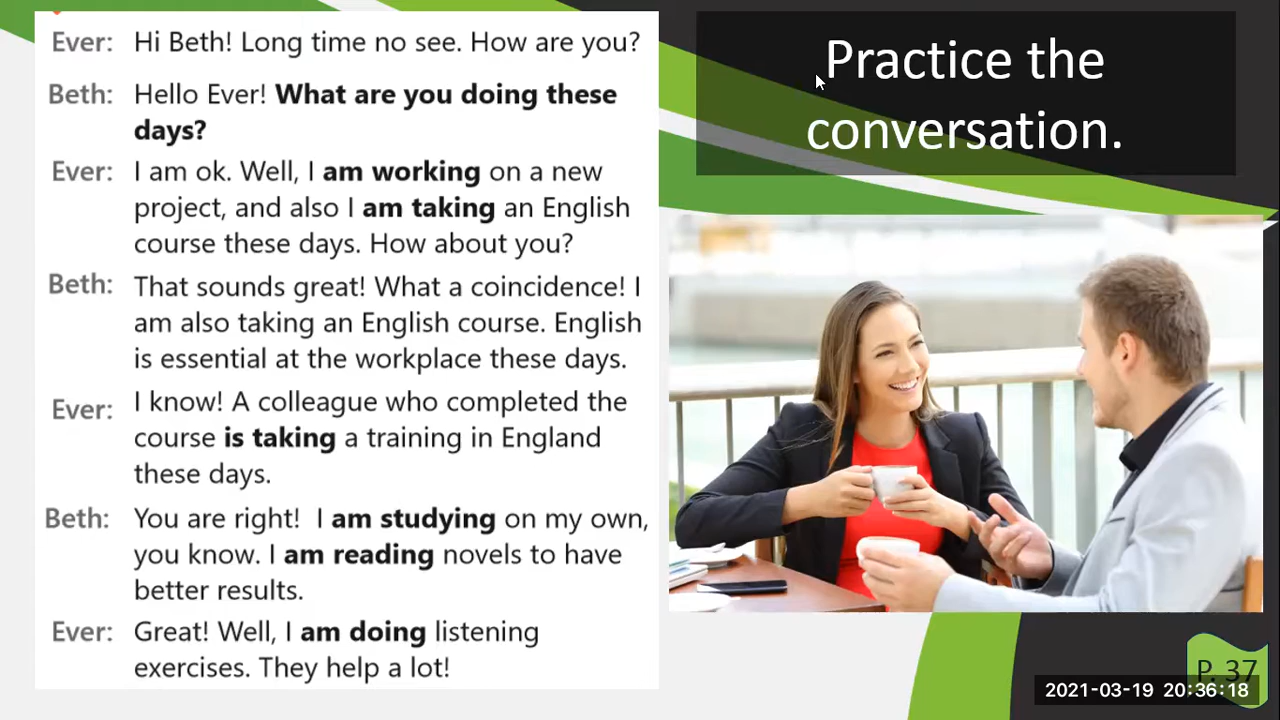 Ever: Hi Beth! Long time no see. How are you?
Beth: Hello Ever! What are you doing these
days?
Ever: I am ok. Well, I am working on a new
project, and also I am taking an English
course these days. How about you?
Beth: That sounds great! What a coincidence! I
am also taking an English course. English
is essential at the workplace these days.
Ever: I know! A colleague who completed the
course is taking a training in England
these days.
Beth: You are right! I am studying on my own,
you know. I am reading novels to have
better results.
Ever: Great! Well, I am doing listening
exercises. They help a lot!
Practice the
conversation.
P. 37
2021-03-19 20:36:18